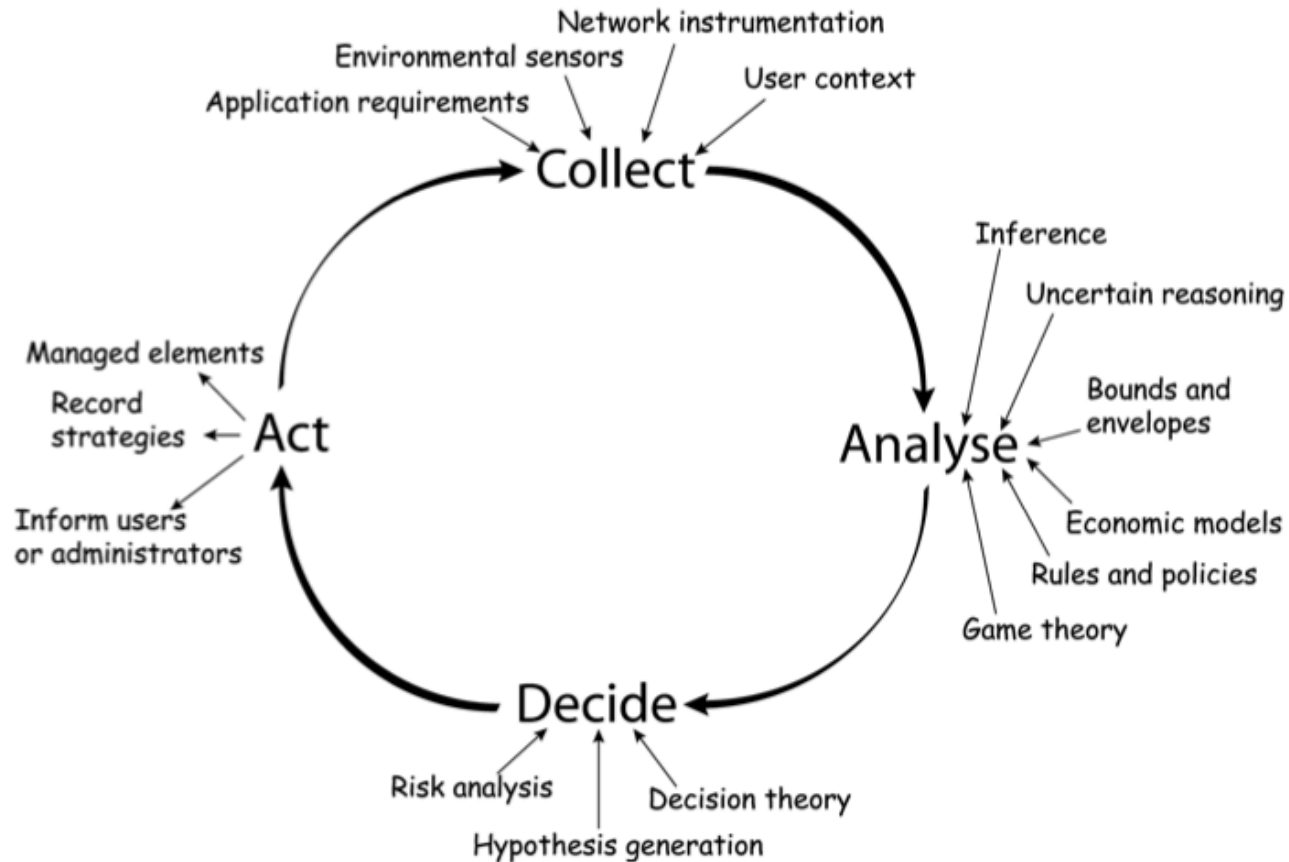 Network instrumentation
Environmental sensors
User context
Application requirements
Collect
Inference
Uncertain reasoning
Bounds and
envelopes
Analyse
Economic models
Rules and policies
Game theory
Decide
Risk analysis
Decision theory
Hypothesis generation
Act
Managed elements
Record
strategies
Inform users
or administrators